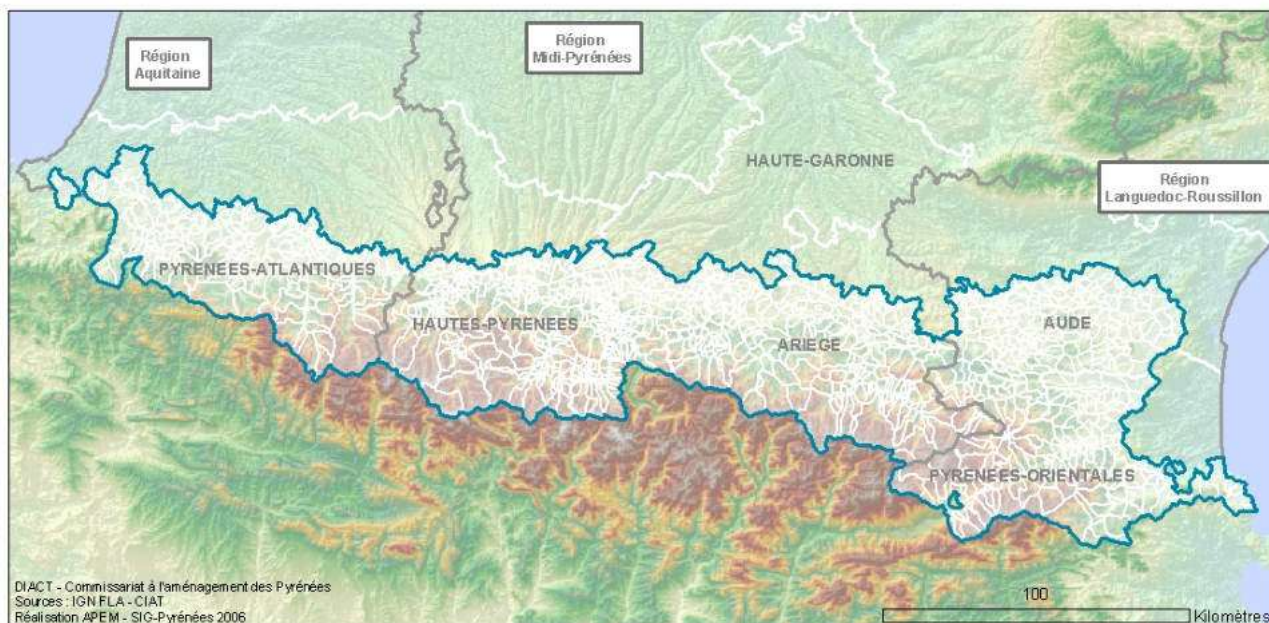 Région
Aquitaine
Région
Midi-Pyrénées
HAUTE-GARONNE
Région
Languedoc-Roussillon
PYRENEES-ATLANTIQUES
HAUTES-PYRENEES
ARIEGE
AUDE
PYRENEES-ORIENTALES
DIACT - Commissariat à l'aménagement des Pyrénées
Sources : IGN FLA - CIAT
Réalisation APEM - SIG-Pyrénées 2006
100
Kilomètres